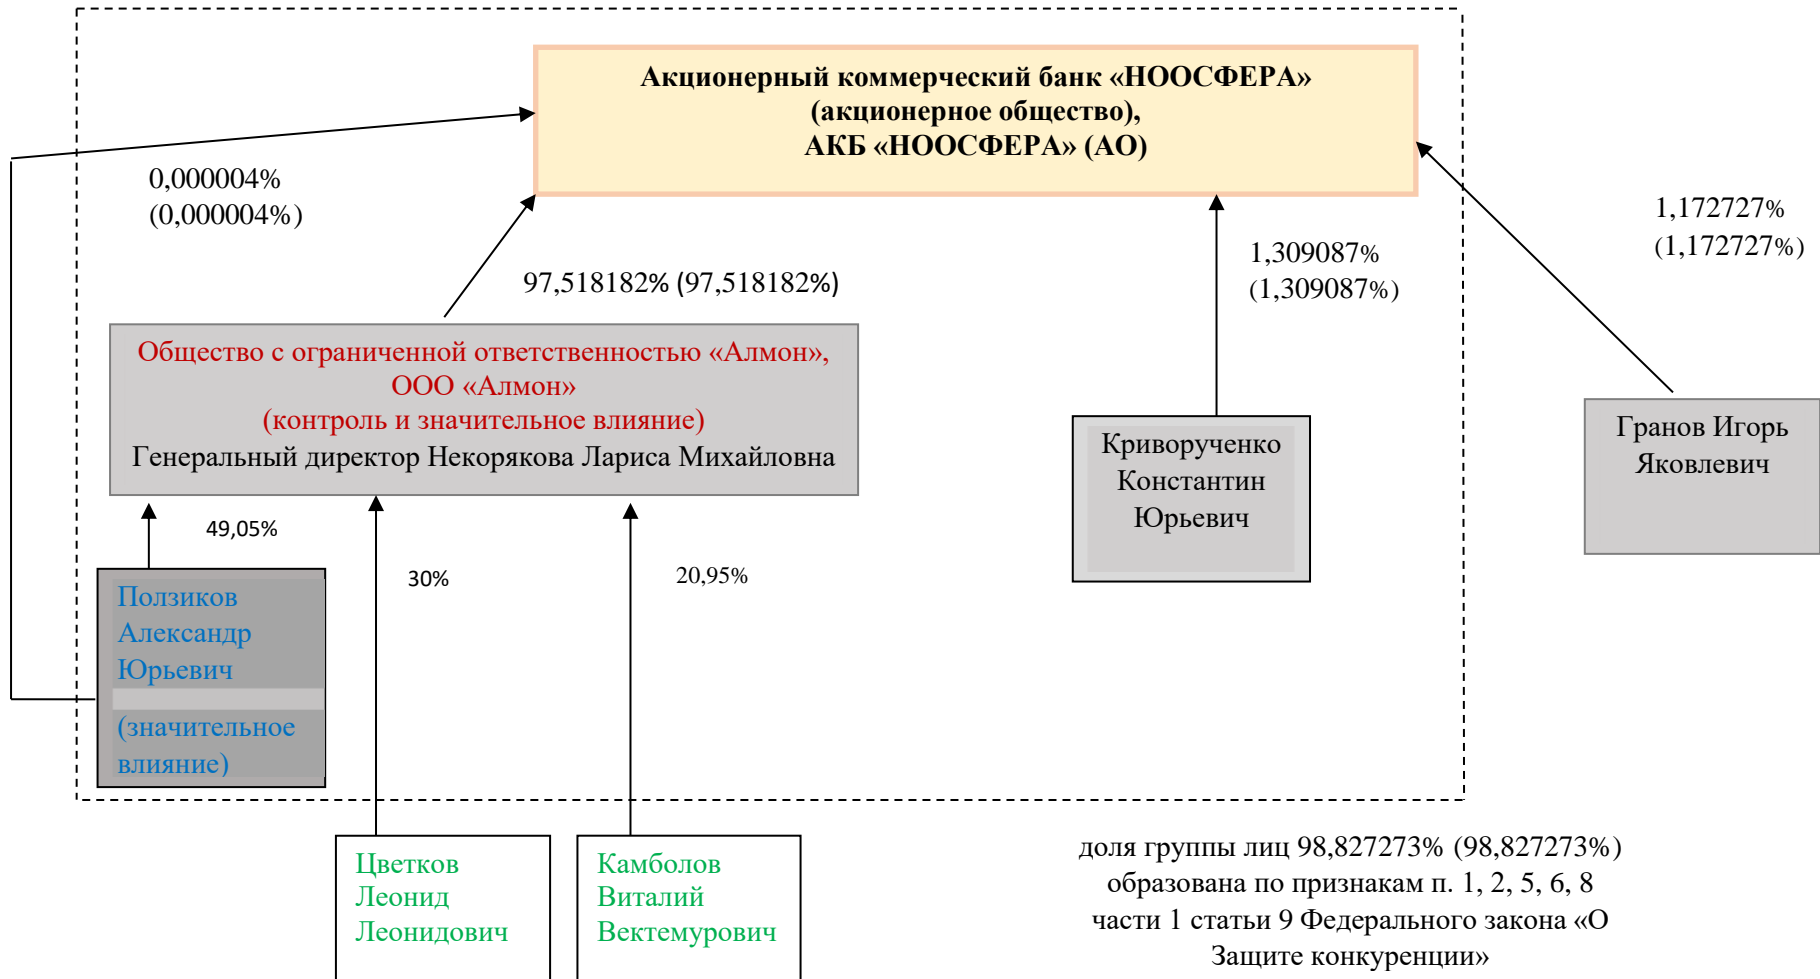 Акционерный коммерческий банк «НООСФЕРА»
(акционерное общество),
АКБ «НООСФЕРА» (АО)
0,000004%
(0,000004%)
97,518182% (97,518182%)
1,309087%
(1,309087%)
1,172727%
(1,172727%)
Общество с ограниченной ответственностью «Алмон»,
ООО «Алмон»
(контроль и значительное влияние)
Генеральный директор Некорякова Лариса Михайловна
Криворученко
Константин
Юрьевич
Гранов Игорь
Яковлевич
49,05%
30%
20,95%
Ползиков
Александр
Юрьевич
(значительное
влияние)
Цветков
Леонид
Леонидович
Камболов
Виталий
Вектемурович
доля группы лиц 98,827273% (98,827273%)
образована по признакам п. 1, 2, 5, 6, 8
части 1 статьи 9 Федерального закона «О
Защите конкуренции»